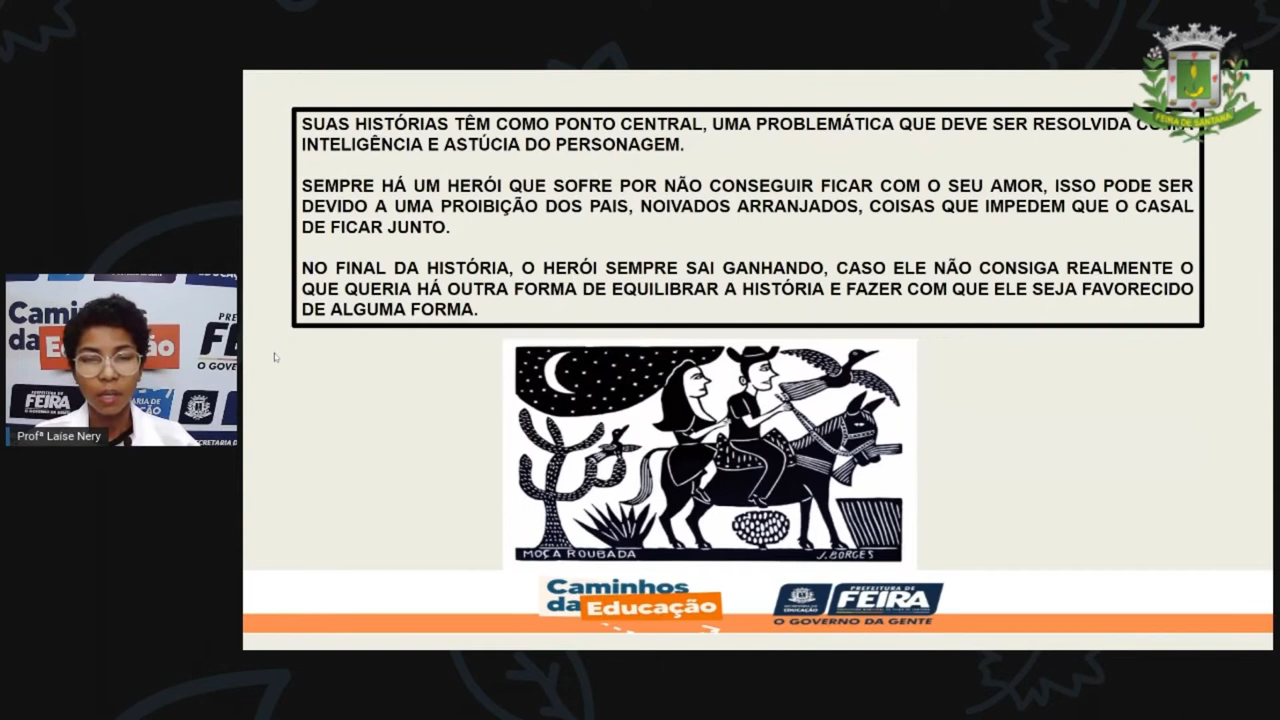 FEIRA DE SANTANA
SUAS HISTÓRIAS TÊM COMO PONTO CENTRAL, UMA PROBLEMÁTICA QUE DEVE SER RESOLVIDA
INTELIGÊNCIA E ASTÚCIA DO PERSONAGEM.
SEMPRE HÁ UM HERÓI QUE SOFRE POR NÃO CONSEGUIR FICAR COM O SEU AMOR, ISSO PODE SER
DEVIDO A UMA PROIBIÇÃO DOS PAIS, NOIVADOS ARRANJADOS, COISAS QUE IMPEDEM QUE O CASAL
DE FICAR JUNTO.
NO FINAL DA HISTÓRIA, O HERÓI SEMPRE SAI GANHANDO, CASO ELE NÃO CONSIGA REALMENTE O
QUE QUERIA HÁ OUTRA FORMA DE EQUILIBRAR A HISTÓRIA E FAZER COM QUE ELE SEJA FAVORECIDO
DE ALGUMA FORMA.
MOÇA ROUBADA
J.BORGES
Profª Laise Nery
FEIRA
O GOVERNO DA GENTE
Caminhos
da Educação
PREFEITURA DE
FEIRA
EDUCAÇÃO
O GOVERNO DA GENTE